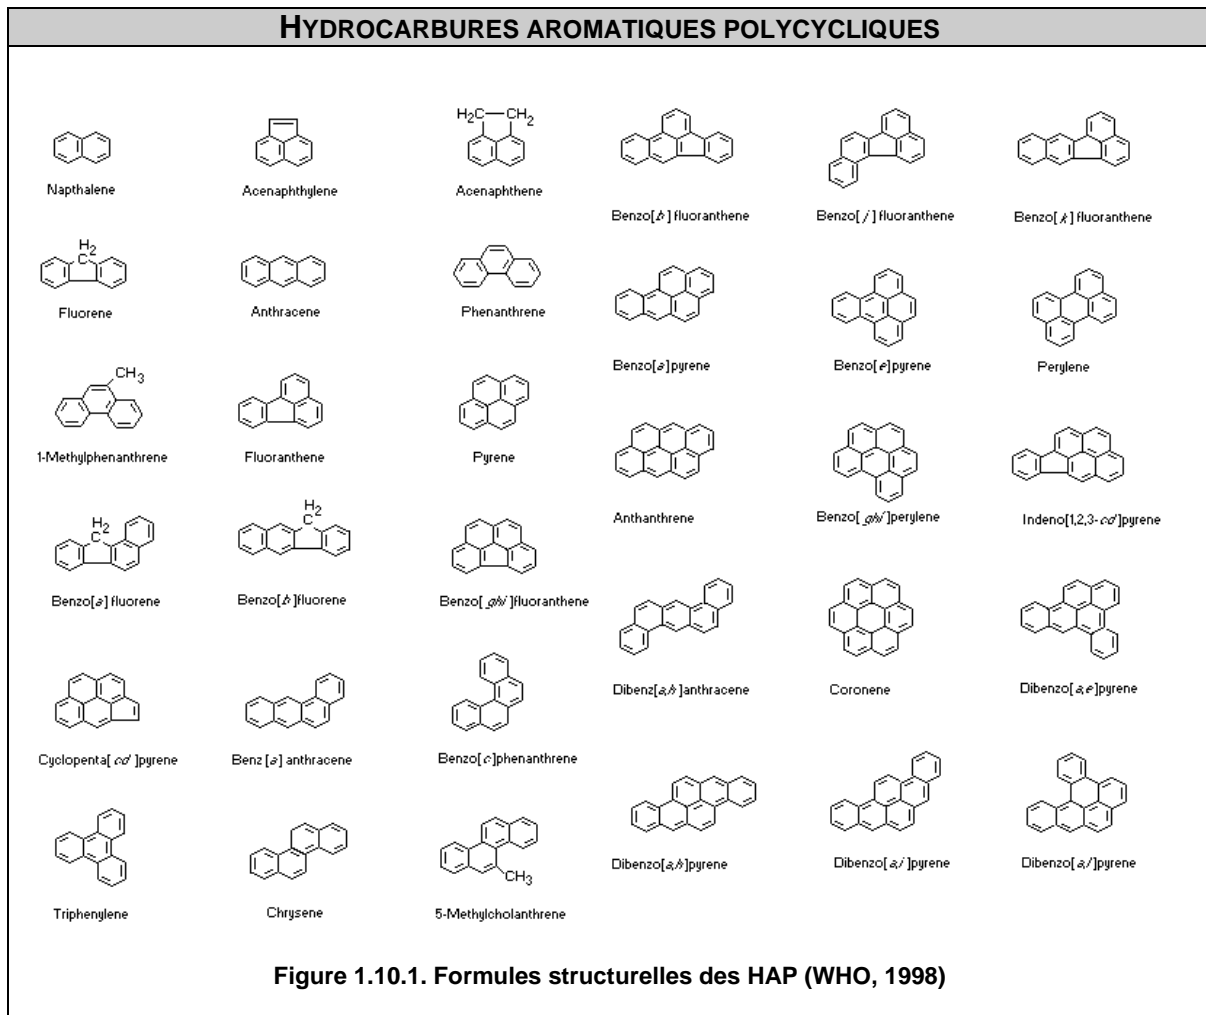 HYDROCARBURES AROMATIQUES POLYCYCLIQUES
H₂C CH₂
Napthalene
Acenaphthylene
Acenaphthene
Benzo[b]fluoranthene
Benzo[j]fluoranthene
Benzo[k]fluoranthene
H₂
C
Fluorene
Anthracene
Phenanthrene
Benzo[a]pyrene
Benzo[e]pyrene
Perylene
CH₃
1-Methylphenanthrene
Fluoranthene
Pyrene
Anthanthrene
Benzo[ghi]perylene
Indeno[1,2,3-cd]pyrene
H₂
C
H₂
C
Benzo[a]fluorene
Benzo[b]fluorene
Benzo[ghi]fluoranthene
Dibenz[a,h]anthracene
Coronene
Dibenzo[a,e]pyrene
Cyclopenta[cd]pyrene
Benz[a]anthracene
Benzo[c]phenanthrene
Dibenzo[a,h]pyrene
Dibenzo[a,i]pyrene
Dibenzo[a,l]pyrene
CH₃
Triphenylene
Chrysene
5-Methylcholanthrene
Figure 1.10.1. Formules structurelles des HAP (WHO, 1998)